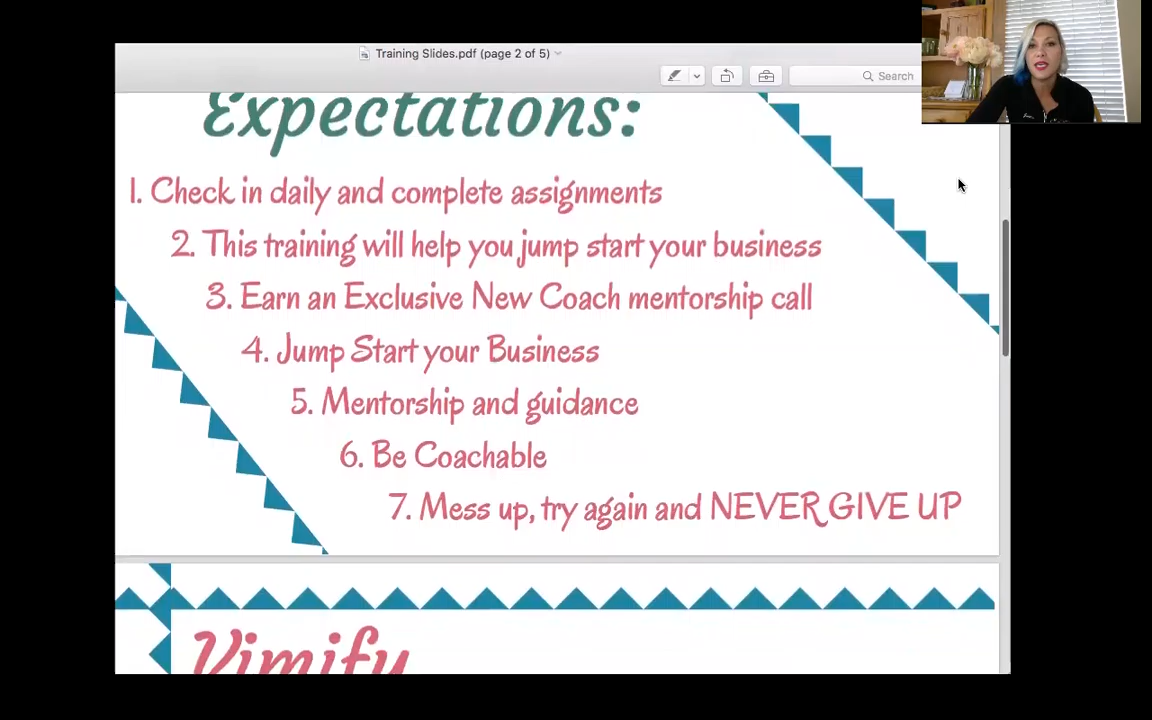 Training Slides.pdf (page 2 of 5)
Search
Expectations:
1. Check in daily and complete assignments
2. This training will help you jump start your business
3. Earn an Exclusive New Coach mentorship call
4. Jump Start your Business
5. Mentorship and guidance
6. Be Coachable
7. Mess up, try again and NEVER GIVE UP
Vimify